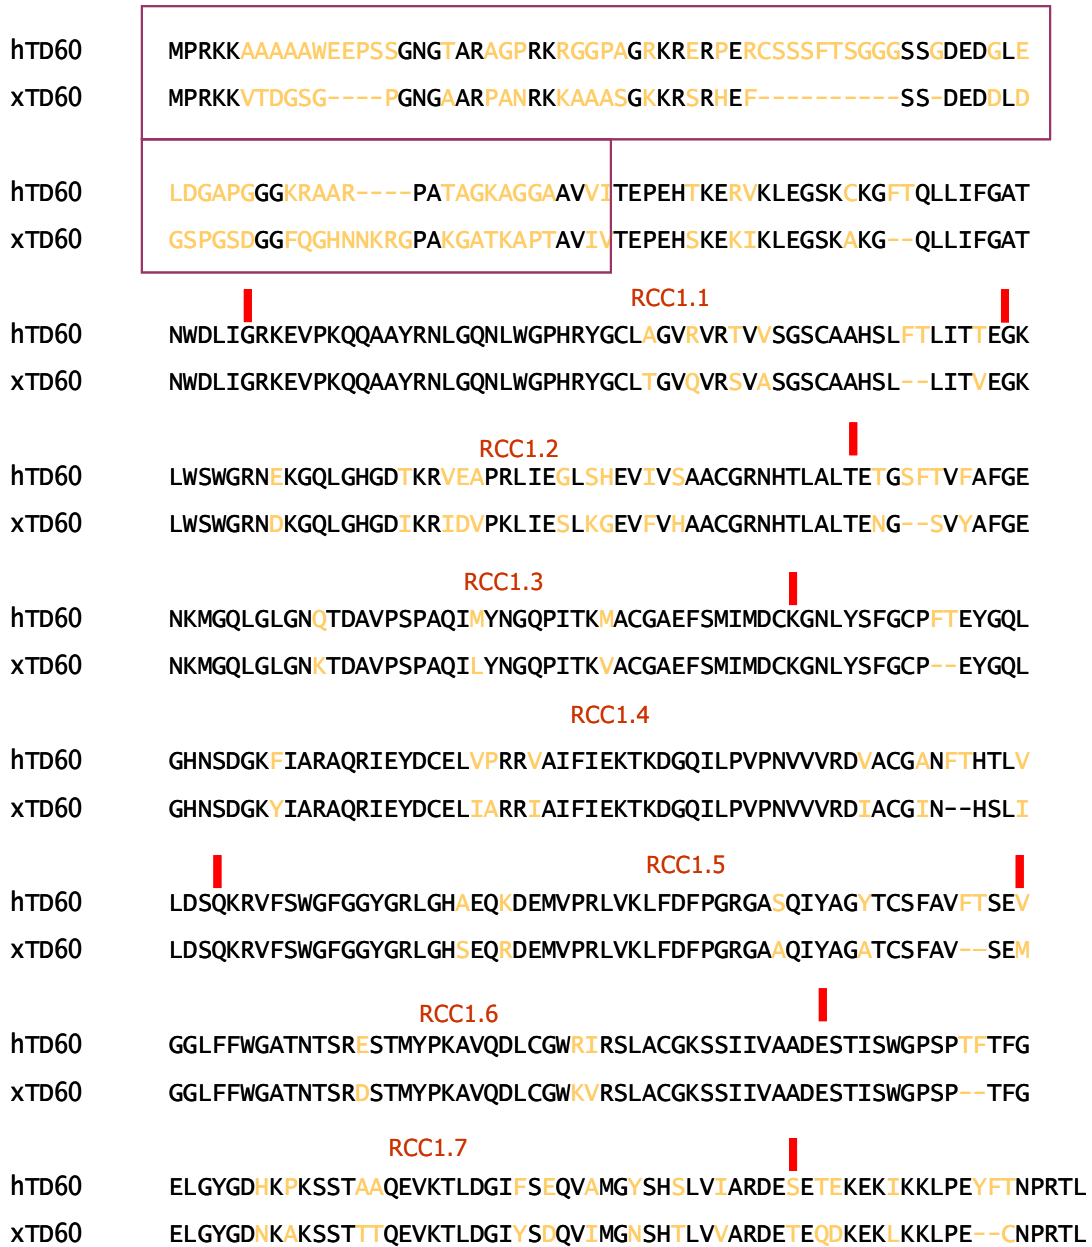 hTD60 MPRKKAAAAAWEEPSSGNGTARAGPRKRGGPAGRKRERPERCSSSFTSGGGSSGDEDGLE
xTD60 MPRKKVTDGSG----PGNGAARPANRKKAAASGKKRSRHEF----------SS-DEDDLD
hTD60 LDGAPGGGKRAAR----PATAGKAGGAAVVITEPEHTKERVKLEGSKCKGFTQLLIFGAT
xTD60 GSPGSDGGFQGHNNKRGPAKGATKAPTAVIVTEPEHSKEKIKLEGSKAKG--QLLIFGAT
RCC1.1
hTD60 NWDLIGRKEVPKQQAAYRNLGQNLWGPHRYGCLAGVRVRTVVSGSCAAHSLFTLITTEGK
xTD60 NWDLIGRKEVPKQQAAYRNLGQNLWGPHRYGCLTGVQVRSVASGSCAAHSL--LITVEGK
RCC1.2
hTD60 LWSWGRNEKGQLGHGDTKRVEAPRLIEGLSHEVIVSAACGRNHTLALTETGSFTVFAFGE
xTD60 LWSWGRNDKGQLGHGDIKRIDVPKLIESLKGEVFVHAACGRNHTLALTENG--SVYAFGE
RCC1.3
hTD60 NKMGQLGLGNQTDAVPSPAQIMYNGQPITKMACGAEFSMIMDCKGNLYSFGCPFTEYGQL
xTD60 NKMGQLGLGNKTDAVPSPAQILYNGQPITKVACGAEFSMIMDCKGNLYSFGCP--EYGQL
RCC1.4
hTD60 GHNSDGKFIARAQRIEYDCELVPRRVAIFIEKTKDGQILPVPNVVVRDVACGANFTHTLV
xTD60 GHNSDGKYIARAQRIEYDCELIARRIAIFIEKTKDGQILPVPNVVVRDIACGIN--HSLI
RCC1.5
hTD60 LDSQKRVFSWGFGGYGRLGHAEQKDEMVPRLVKLFDFPGRGASQIYAGYTCSFAVFTSEV
xTD60 LDSQKRVFSWGFGGYGRLGHSEQRDEMVPRLVKLFDFPGRGAAQIYAGATCSFAV--SEM
RCC1.6
hTD60 GGLFFWGATNTSRESTMYPKAVQDLCGWRIRSLACGKSSIIVAADESTISWGPSPTFTFG
xTD60 GGLFFWGATNTSRDSTMYPKAVQDLCGWKVRSLACGKSSIIVAADESTISWGPSP--TFG
RCC1.7
hTD60 ELGYGDHKPKSSTAAQEVKTLDGIFSEQVAMGYSHSLVIARDESETEKEKIKKLPEYFTNPRTL
xTD60 ELGYGDNKAKSSTTTQEVKTLDGIYSDQVIMGNSHTLVVARDETEQDKEKLKKLPE--CNPRTL